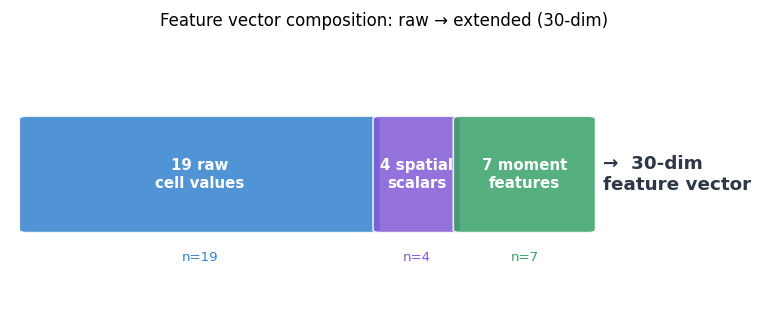 Feature vector composition: raw → extended (30-dim)
19 raw
cell values
4 spatial
scalars
7 moment
features
→  30-dim
feature vector
n=19
n=4
n=7